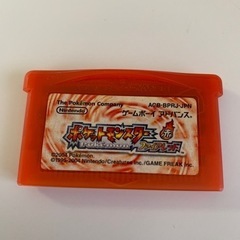 The Pokémon Company AGB-BPRJ-JPN
Nintendo ゲームボーイ アドバンス
ポケットモンスター
ファイアレッド
©2004 Pokémon.
©1995-2004 Nintendo/Creatures inc./GAME FREAK inc.